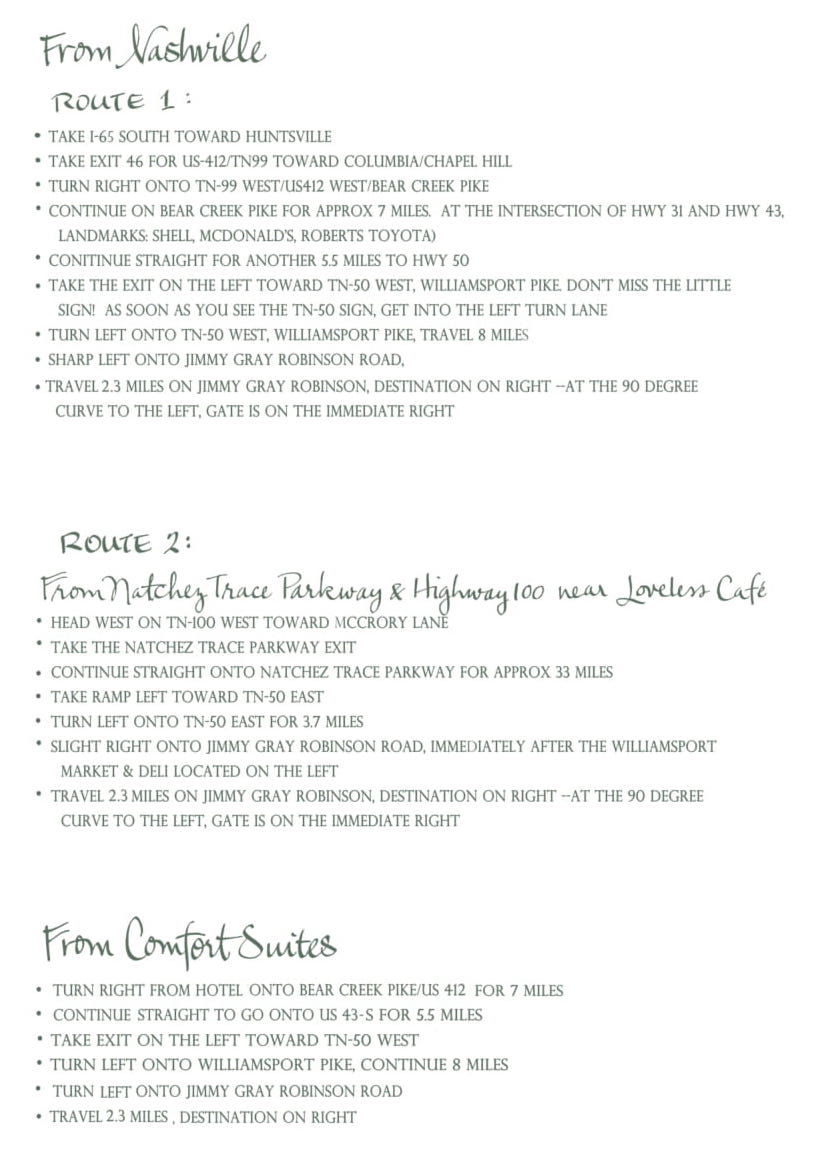 From Nashville
ROUTE 1:
• TAKE I-65 SOUTH TOWARD HUNTSVILLE
• TAKE EXIT 46 FOR US-412/TN99 TOWARD COLUMBIA/CHAPEL HILL
• TURN RIGHT ONTO TN-99 WEST/US412 WEST/BEAR CREEK PIKE
• CONTINUE ON BEAR CREEK PIKE FOR APPROX 7 MILES. AT THE INTERSECTION OF HWY 31 AND HWY 43,
LANDMARKS: SHELL, MCDONALD'S, ROBERTS TOYOTA)
• CONITINUE STRAIGHT FOR ANOTHER 5.5 MILES TO HWY 50
• TAKE THE EXIT ON THE LEFT TOWARD TN-50 WEST, WILLIAMSPORT PIKE. DON'T MISS THE LITTLE
SIGN! AS SOON AS YOU SEE THE TN-50 SIGN, GET INTO THE LEFT TURN LANE
• TURN LEFT ONTO TN-50 WEST, WILLIAMSPORT PIKE, TRAVEL 8 MILES
• SHARP LEFT ONTO JIMMY GRAY ROBINSON ROAD,
• TRAVEL 2.3 MILES ON JIMMY GRAY ROBINSON, DESTINATION ON RIGHT --AT THE 90 DEGREE
CURVE TO THE LEFT, GATE IS ON THE IMMEDIATE RIGHT
ROUTE 2:
From Natchez Trace Parkway & Highway 100 near Loveless Café
• HEAD WEST ON TN-100 WEST TOWARD MCCRORY LANE
• TAKE THE NATCHEZ TRACE PARKWAY EXIT
• CONTINUE STRAIGHT ONTO NATCHEZ TRACE PARKWAY FOR APPROX 33 MILES
• TAKE RAMP LEFT TOWARD TN-50 EAST
• TURN LEFT ONTO TN-50 EAST FOR 3.7 MILES
• SLIGHT RIGHT ONTO JIMMY GRAY ROBINSON ROAD, IMMEDIATELY AFTER THE WILLIAMSPORT
MARKET & DELI LOCATED ON THE LEFT
• TRAVEL 2.3 MILES ON JIMMY GRAY ROBINSON, DESTINATION ON RIGHT --AT THE 90 DEGREE
CURVE TO THE LEFT, GATE IS ON THE IMMEDIATE RIGHT
From Comfort Suites
• TURN RIGHT FROM HOTEL ONTO BEAR CREEK PIKE/US 412 FOR 7 MILES
• CONTINUE STRAIGHT TO GO ONTO US 43-S FOR 5.5 MILES
• TAKE EXIT ON THE LEFT TOWARD TN-50 WEST
• TURN LEFT ONTO WILLIAMSPORT PIKE, CONTINUE 8 MILES
• TURN LEFT ONTO JIMMY GRAY ROBINSON ROAD
• TRAVEL 2.3 MILES , DESTINATION ON RIGHT